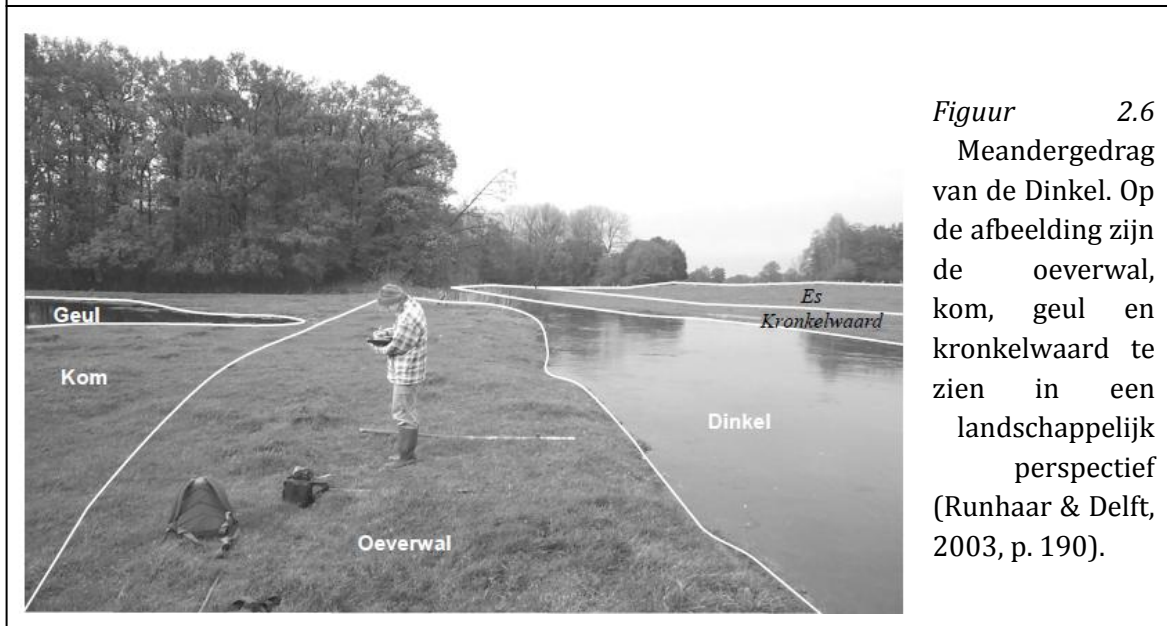 Geul
Kom
Oeverwal
Dinkel
Es
Kronkelwaard
Figuur 2.6
Meandergedrag
van de Dinkel. Op
de afbeelding zijn
de oeverwal,
kom, geul en
kronkelwaard te
zien in een
landschappelijk
perspectief
(Runhaar & Delft,
2003, p. 190).